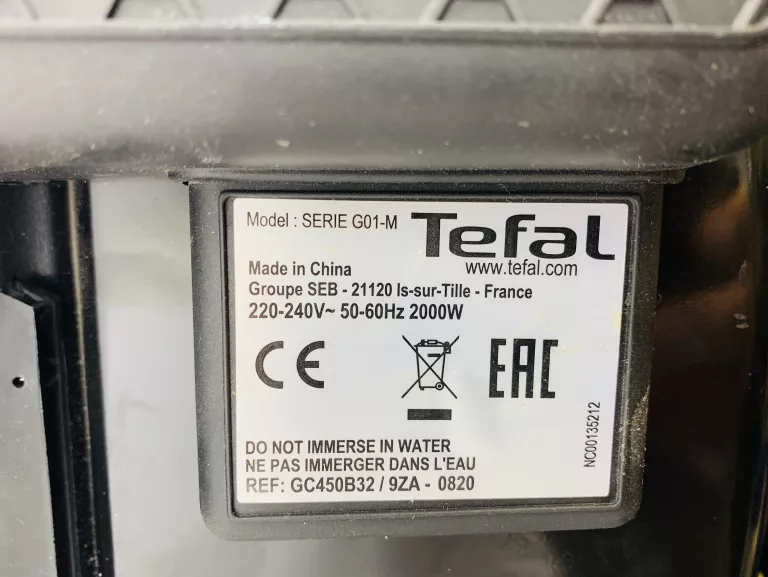 Model : SERIE G01-M
Tefal
www.tefal.com
Made in China
Groupe SEB - 21120 Is-sur-Tille - France
220-240V~ 50-60Hz 2000W
CE
EAC
NC00135212
DO NOT IMMERSE IN WATER
NE PAS IMMERGER DANS L'EAU
REF: GC450B32 / 9ZA - 0820